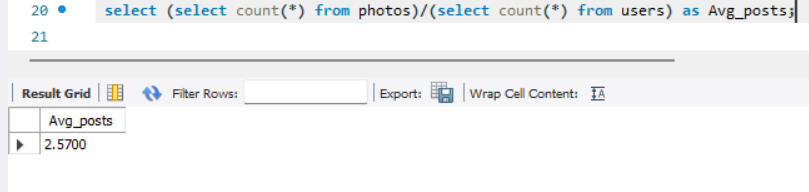 20 select (select count(*) from photos)/(select count(*) from users) as Avg_posts;
21
Result Grid Filter Rows: Export: Wrap Cell Content: IA
Avg_posts
2.5700